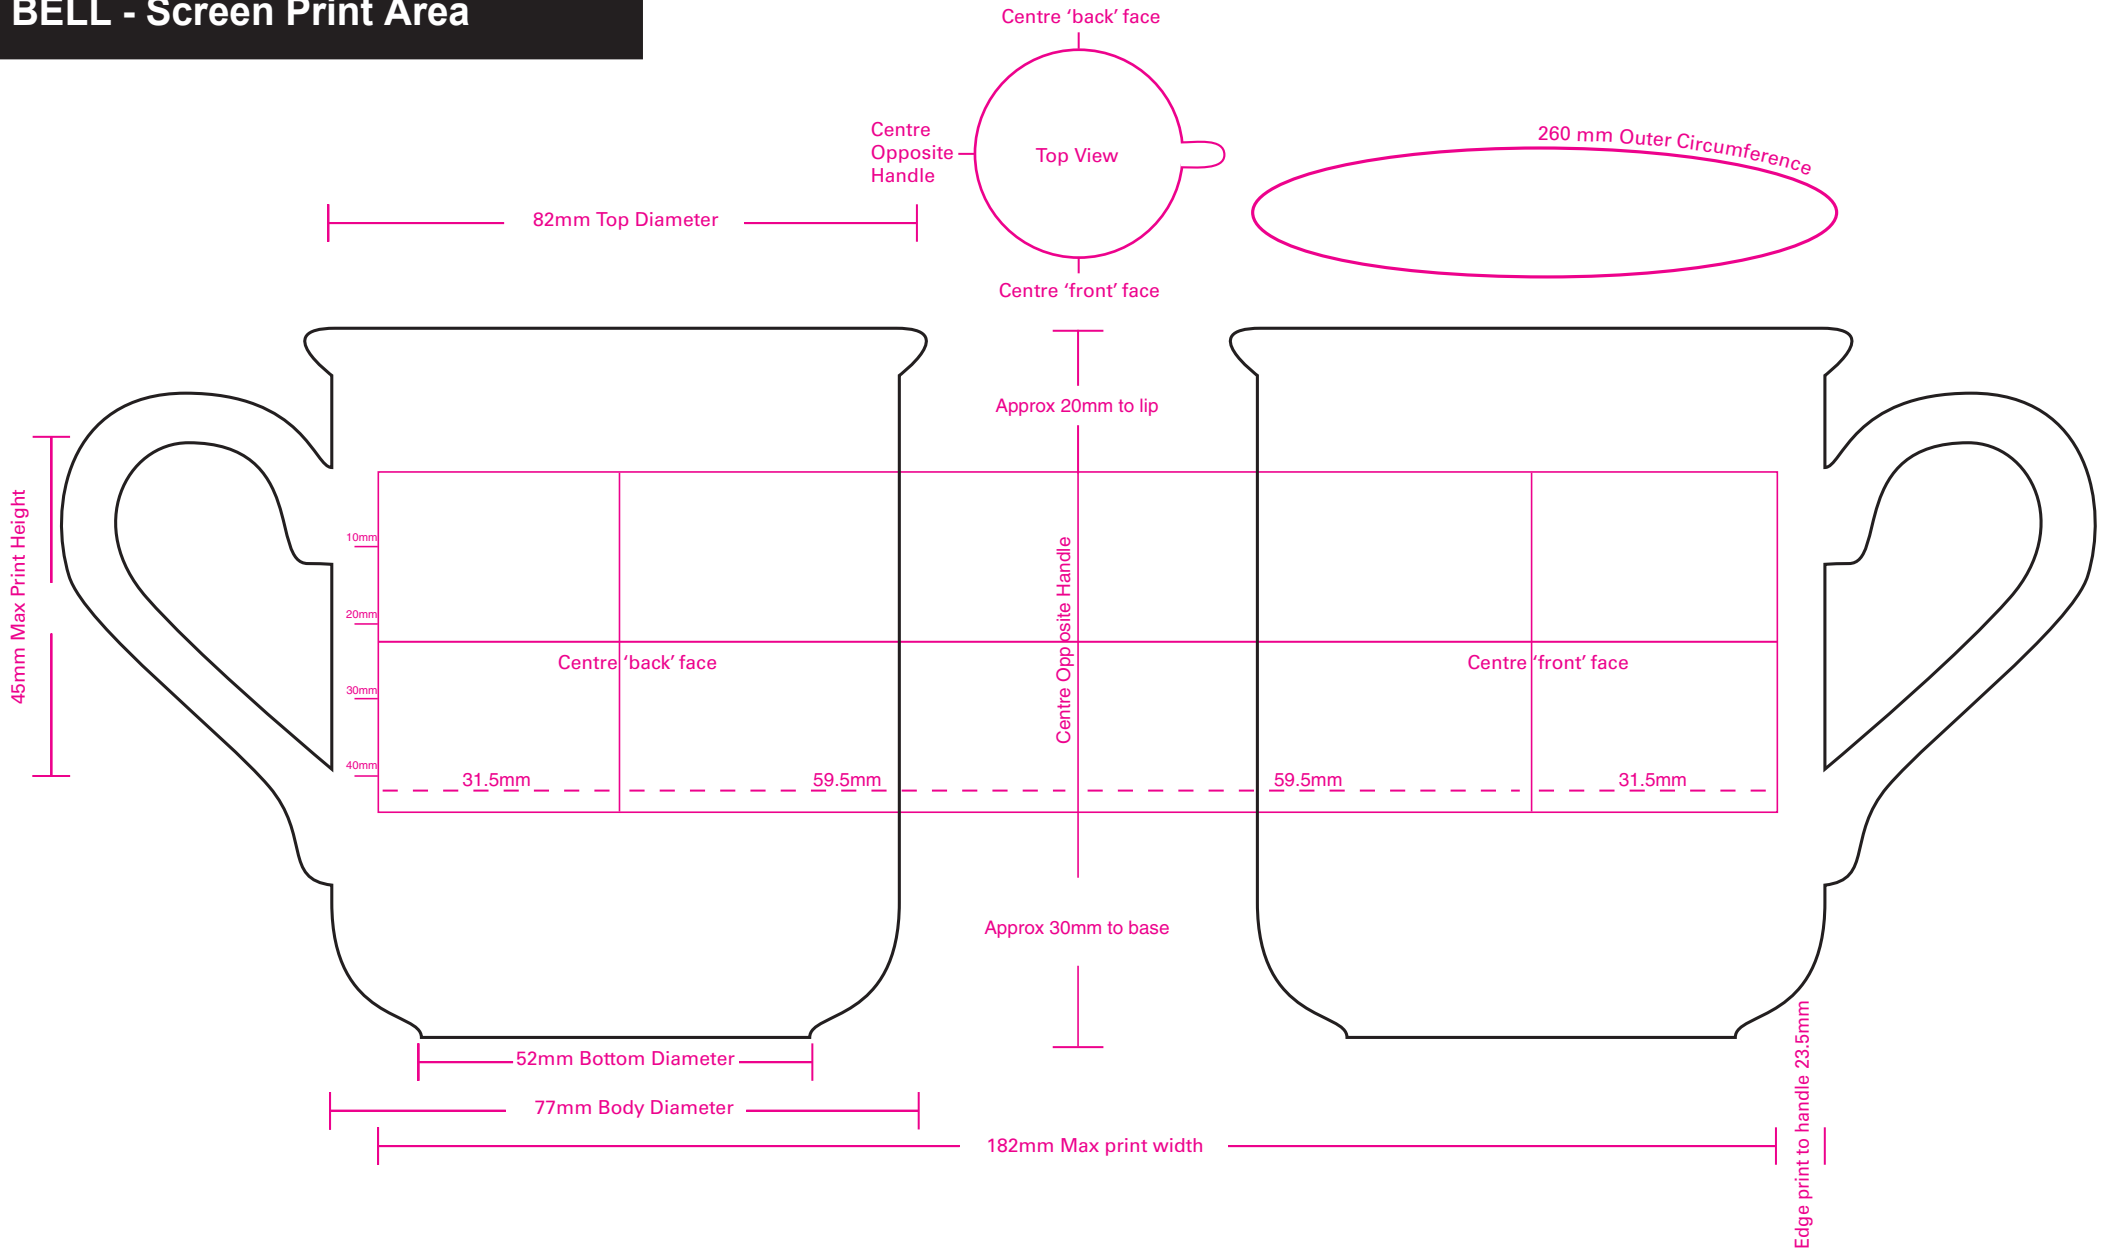 BELL - Screen Print Area
Centre ‘back’ face
Centre
Opposite
Handle
Top View
Centre ‘front’ face
260 mm Outer Circumference
82mm Top Diameter
Approx 20mm to lip
45mm Max Print Height
10mm
20mm
30mm
40mm
Centre ‘back’ face
Centre Opposite Handle
Centre ‘front’ face
31.5mm
59.5mm
59.5mm
31.5mm
Approx 30mm to base
52mm Bottom Diameter
77mm Body Diameter
182mm Max print width
Edge print to handle 23.5mm